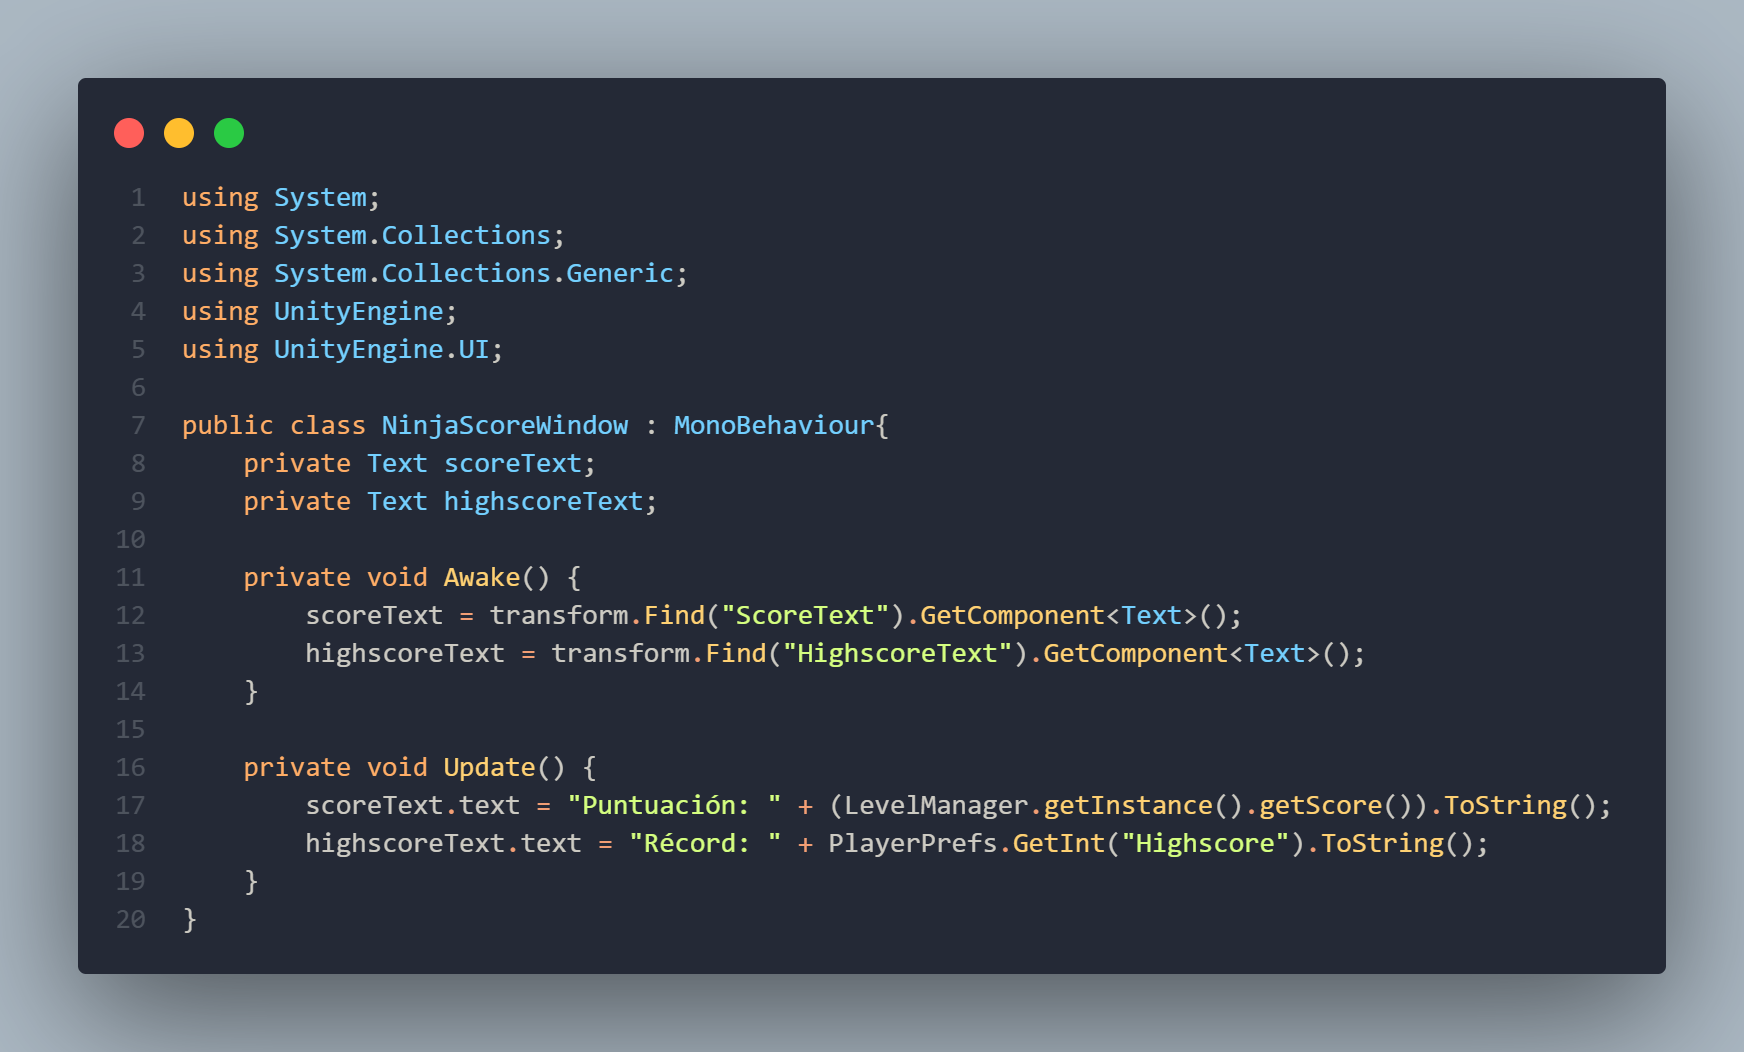 1 using System;
2 using System.Collections;
3 using System.Collections.Generic;
4 using UnityEngine;
5 using UnityEngine.UI;
6
7 public class NinjaScoreWindow : MonoBehaviour{
8     private Text scoreText;
9     private Text highscoreText;
10
11     private void Awake() {
12         scoreText = transform.Find("ScoreText").GetComponent<Text>();
13         highscoreText = transform.Find("HighscoreText").GetComponent<Text>();
14     }
15
16     private void Update() {
17         scoreText.text = "Puntuación: " + (LevelManager.getInstance().getScore()).ToString();
18         highscoreText.text = "Récord: " + PlayerPrefs.GetInt("Highscore").ToString();
19     }
20 }